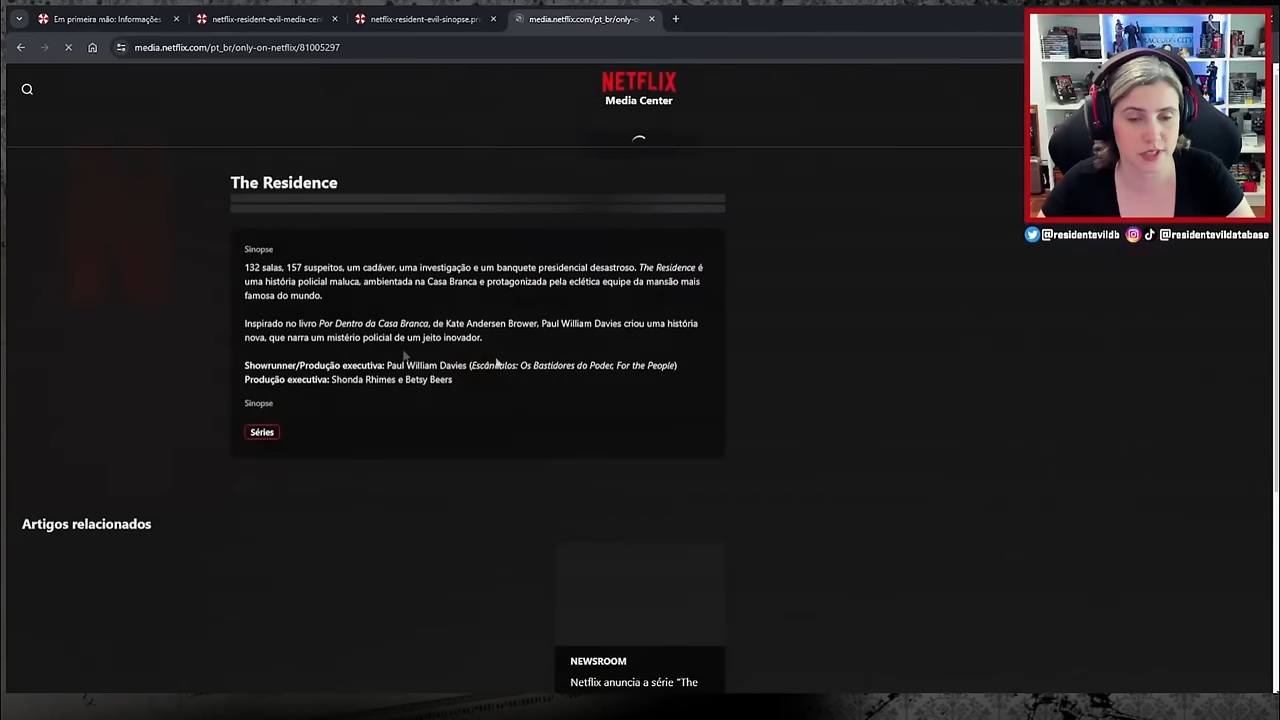 Em primeira mão: Informações
netflix-resident-evil-media-cen
netflix-resident-evil-sinopse.pn
media.netflix.com/pt_br/only-o
media.netflix.com/pt_br/only-on-netflix/81005297
NETFLIX
Media Center
The Residence
Sinopse
132 salas, 157 suspeitos, um cadáver, uma investigação e um banquete presidencial desastroso. The Residence é
uma história policial maluca, ambientada na Casa Branca e protagonizada pela eclética equipe da mansão mais
famosa do mundo.
Inspirado no livro Por Dentro da Casa Branca, de Kate Andersen Brower, Paul William Davies criou uma história
nova, que narra um mistério policial de um jeito inovador.
Showrunner/Produção executiva: Paul William Davies (Escândalos: Os Bastidores do Poder, For the People)
Produção executiva: Shonda Rhimes e Betsy Beers
Sinopse
Séries
Artigos relacionados
NEWSROOM
Netflix anuncia a série "The
RACCOON CITY
@residentevildb @residentevildatabase